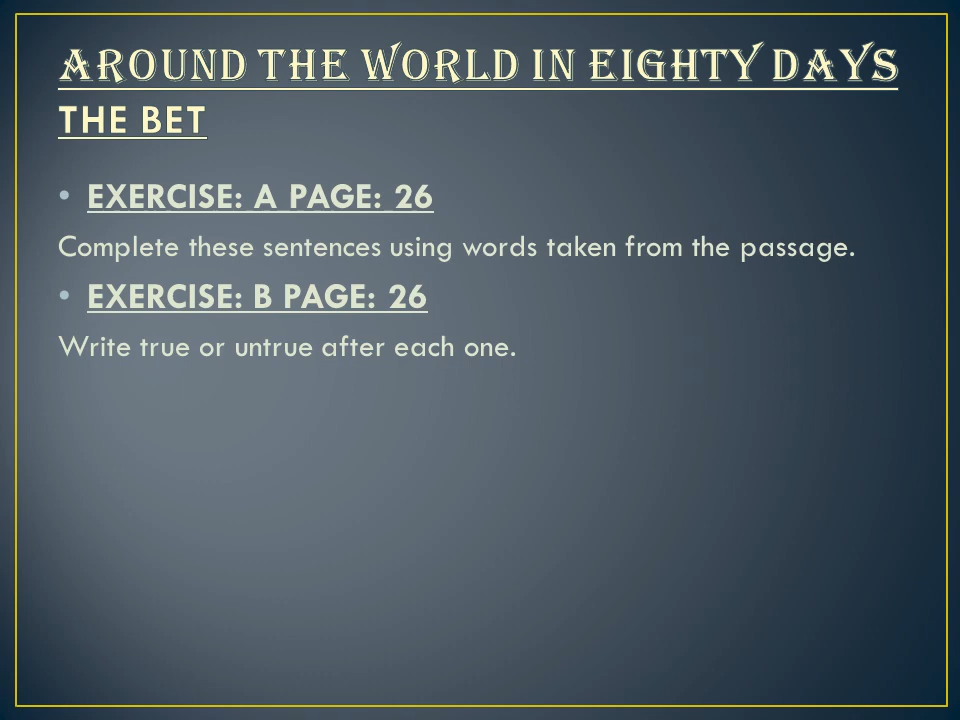 AROUND THE WORLD IN EIGHTY DAYS
THE BET
• EXERCISE: A PAGE: 26
Complete these sentences using words taken from the passage.
• EXERCISE: B PAGE: 26
Write true or untrue after each one.